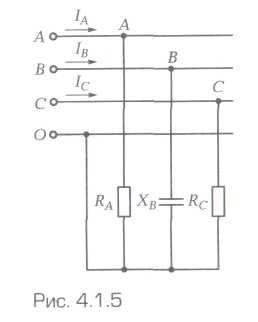 I_A
A A
I_B
B B
I_C
C C
O
R_A X_B R_C
Рис. 4.1.5